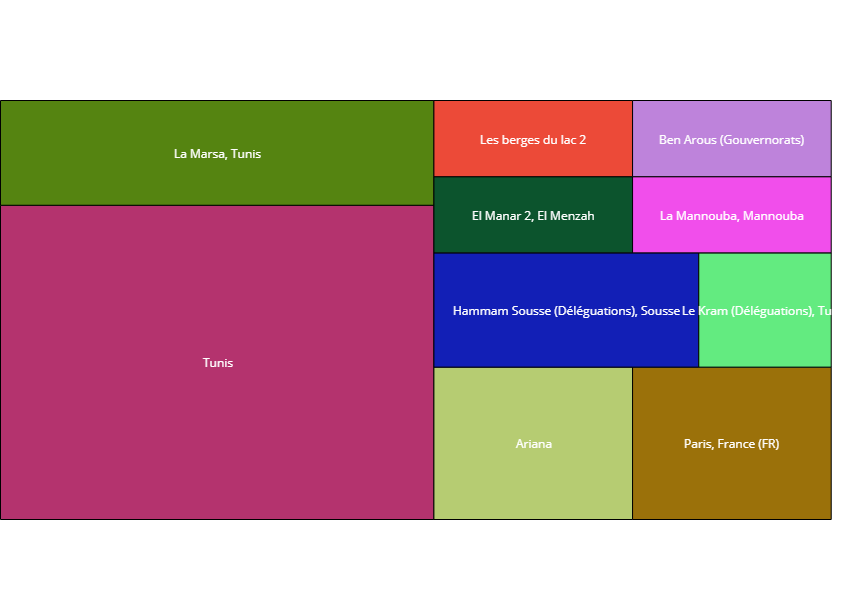 La Marsa, Tunis
Les berges du lac 2
Ben Arous (Gouvernorats)
El Manar 2, El Menzah
La Mannouba, Mannouba
Hammam Sousse (Déléguations), Sousse
Le Kram (Déléguations), Tu
Tunis
Ariana
Paris, France (FR)